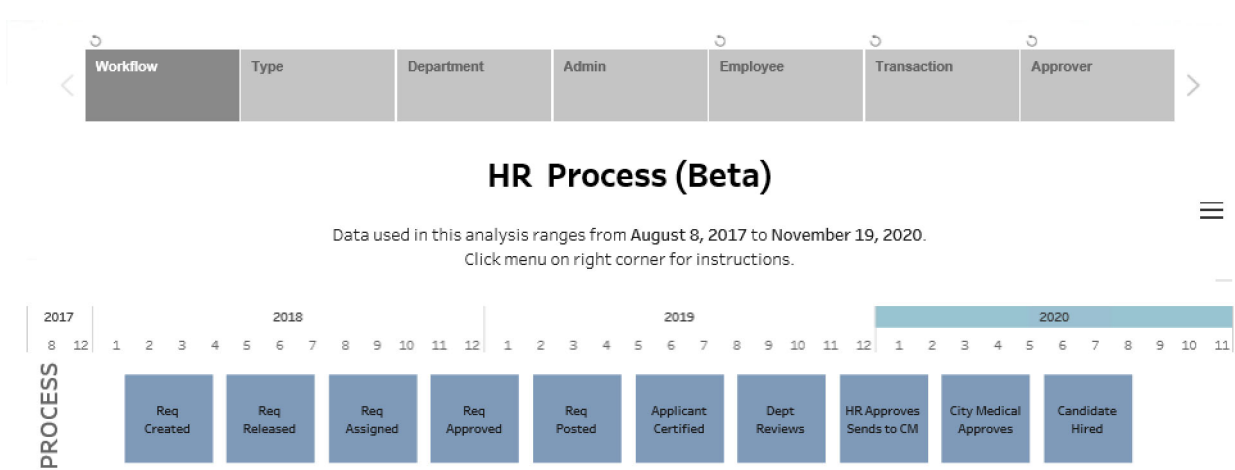 Workflow Type Department Admin Employee Transaction Approver
HR Process (Beta)
Data used in this analysis ranges from August 8, 2017 to November 19, 2020.
Click menu on right corner for instructions.
2017 2018 2019 2020
8 12 1 2 3 4 5 6 7 8 9 10 11 12 1 2 3 4 5 6 7 8 9 10 11 12 1 2 3 4 5 6 7 8 9 10 11
PROCESS
Req
Created
Req
Released
Req
Assigned
Req
Approved
Req
Posted
Applicant
Certified
Dept
Reviews
HR Approves
Sends to CM
City Medical
Approves
Candidate
Hired